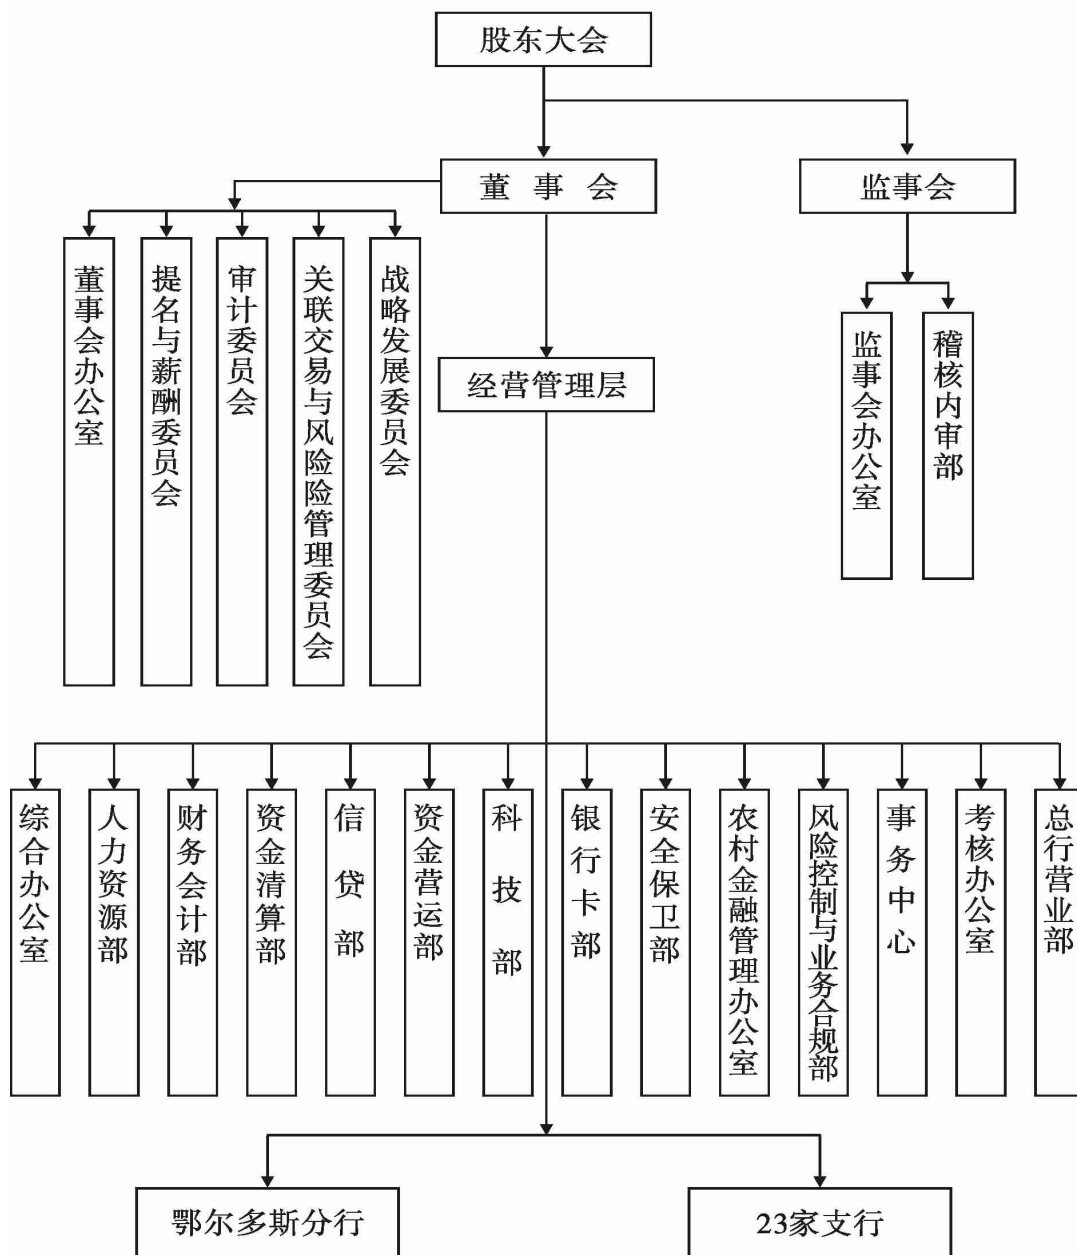 股东大会
董事会
监事会
董事会办公室
提名与薪酬委员会
审计委员会
关联交易与风险险管理委员会
战略发展委员会
经营管理层
监事会办公室
稽核内审部
综合办公室
人力资源部
财务会计部
资金清算部
信贷部
资金营运部
科技部
银行卡部
安全保卫部
农村金融管理办公室
风险控制与业务合规部
事务中心
考核办公室
总行营业部
鄂尔多斯分行
23家支行